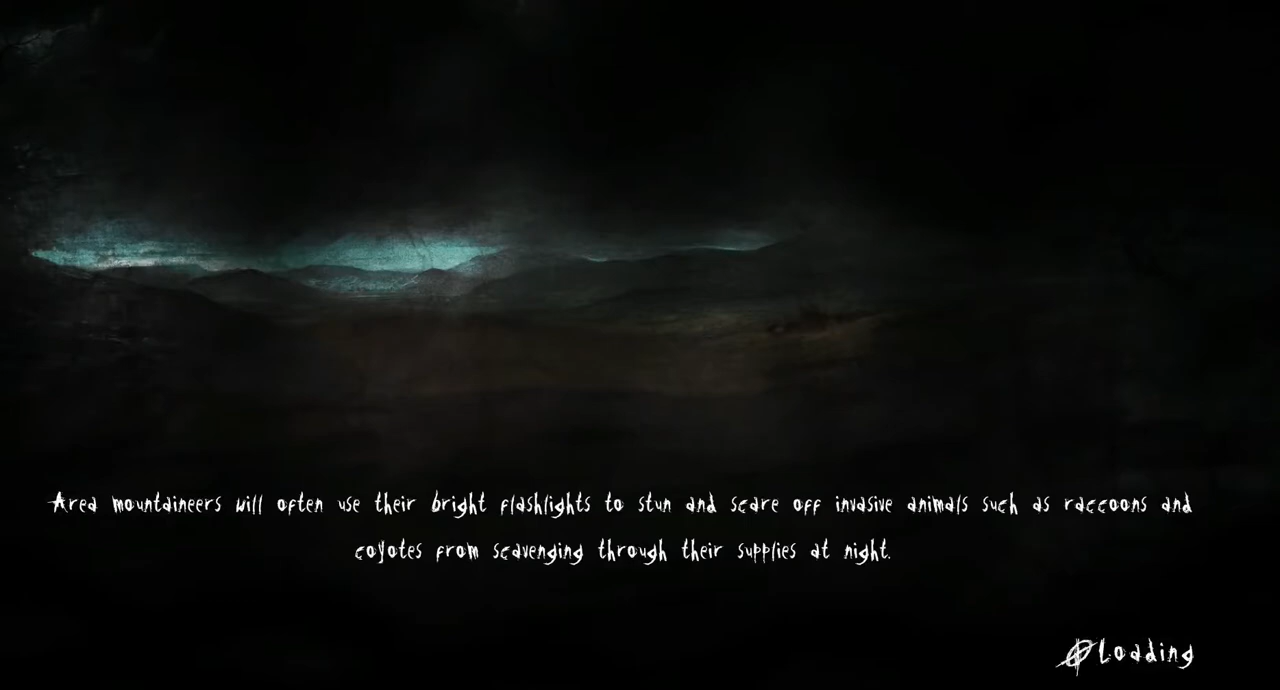 Area mountaineers will often use their bright flashlights to stun and scare off invasive animals such as raccoons and
coyotes from scavenging through their supplies at night.
Loading